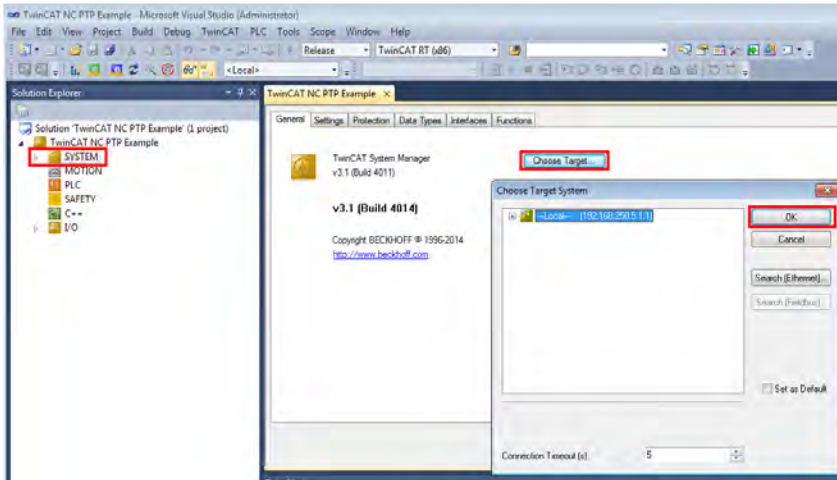 TwinCAT NC PTP Example - Microsoft Visual Studio (Administrator)
File Edit View Project Build Debug TwinCAT PLC Tools Scope Window Help
Release TwinCAT RT (x86)
<Local>
Solution Explorer
TwinCAT NC PTP Example
General Settings Protection Data Types Interfaces Functions
Solution 'TwinCAT NC PTP Example' (1 project)
TwinCAT NC PTP Example
SYSTEM
MOTION
PLC
SAFETY
C++
I/O
TwinCAT System Manager
v3.1 (Build 4011)
Choose Target...
v3.1 (Build 4014)
Copyright BECKHOFF © 1996-2014
http://www.beckhoff.com
Choose Target System
--Local-- (192.168.250.5.1.1)
OK
Cancel
Search (Ethernet)...
Search (Fieldbus)...
Set as Default
Connection Timeout (s): 5